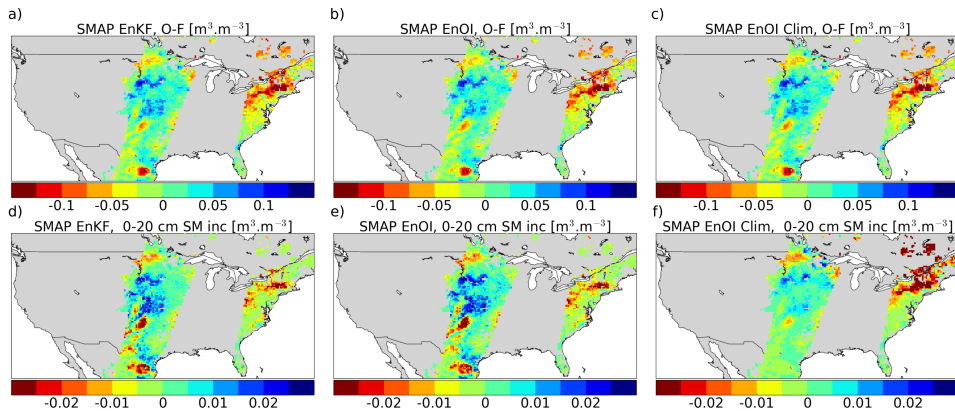 a) SMAP EnKF, O-F [m³.m⁻³]
b) SMAP EnOI, O-F [m³.m⁻³]
c) SMAP EnOI Clim, O-F [m³.m⁻³]
-0.1 -0.05 0 0.05 0.1
-0.1 -0.05 0 0.05 0.1
-0.1 -0.05 0 0.05 0.1
d) SMAP EnKF, 0-20 cm SM inc [m³.m⁻³]
e) SMAP EnOI, 0-20 cm SM inc [m³.m⁻³]
f) SMAP EnOI Clim, 0-20 cm SM inc [m³.m⁻³]
-0.02 -0.01 0 0.01 0.02
-0.02 -0.01 0 0.01 0.02
-0.02 -0.01 0 0.01 0.02